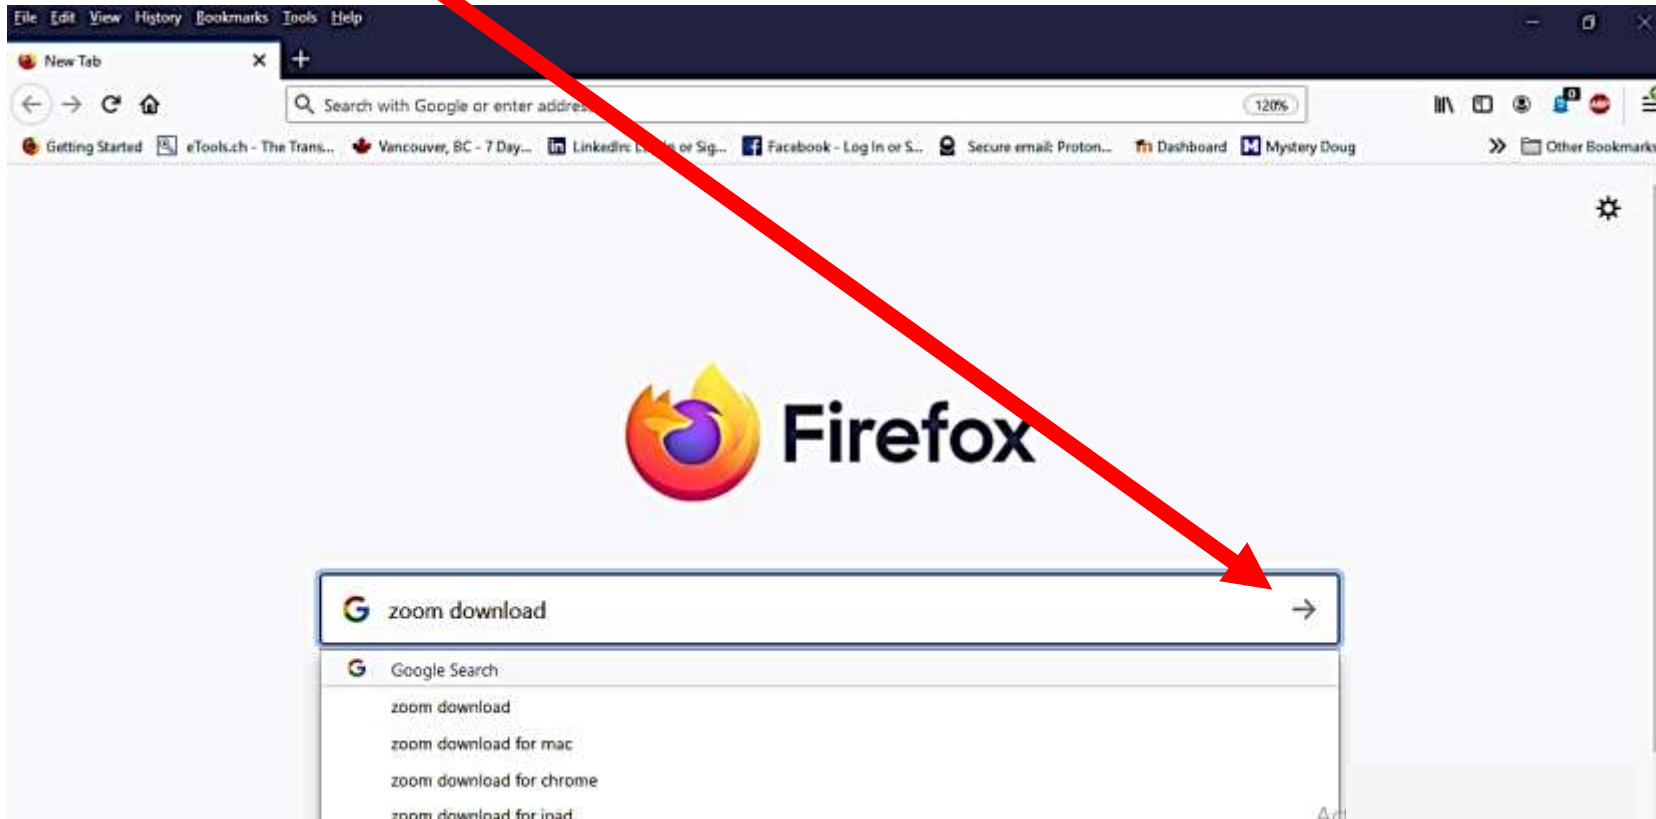 File Edit View History Bookmarks Tools Help
New Tab
Search with Google or enter addres
120%
Getting Started eTools.ch - The Trans... Vancouver, BC - 7 Day... LinkedIn: or Sig... Facebook - Log In or S... Secure email: Proton... Dashboard Mystery Doug Other Bookmarks
Firefox
zoom download
Google Search
zoom download
zoom download for mac
zoom download for chrome
zoom download for ipad